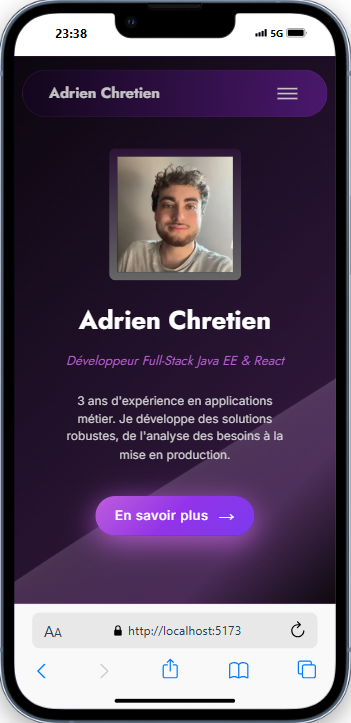 23:38
5G
Adrien Chretien
Adrien Chretien
Développeur Full-Stack Java EE & React
3 ans d'expérience en applications
métier. Je développe des solutions
robustes, de l'analyse des besoins à la
mise en production.
En savoir plus →
AA
http://localhost:5173